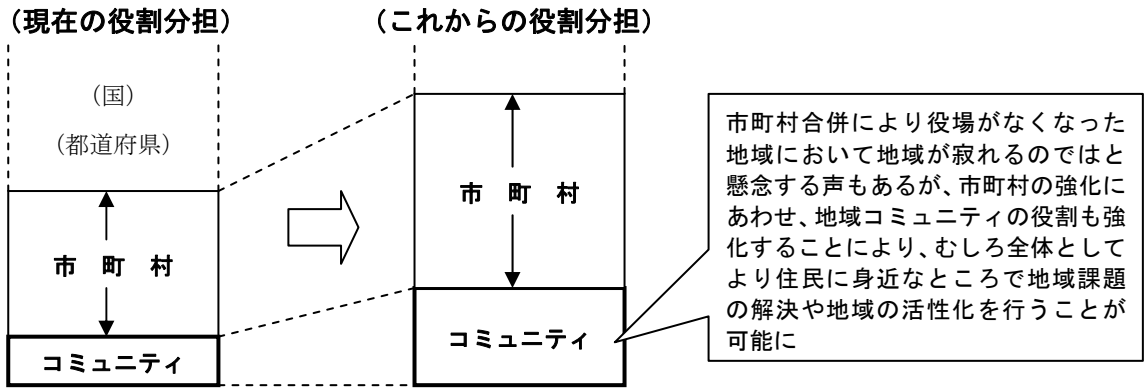 (現在の役割分担)
(これからの役割分担)
(国)
(都道府県)
市 町 村
コミュニティ
市 町 村
コミュニティ
市町村合併により役場がなくなった
地域において地域が寂れるのではと
懸念する声もあるが、市町村の強化に
あわせ、地域コミュニティの役割も強
化することにより、むしろ全体として
より住民に身近なところで地域課題
の解決や地域の活性化を行うことが
可能に